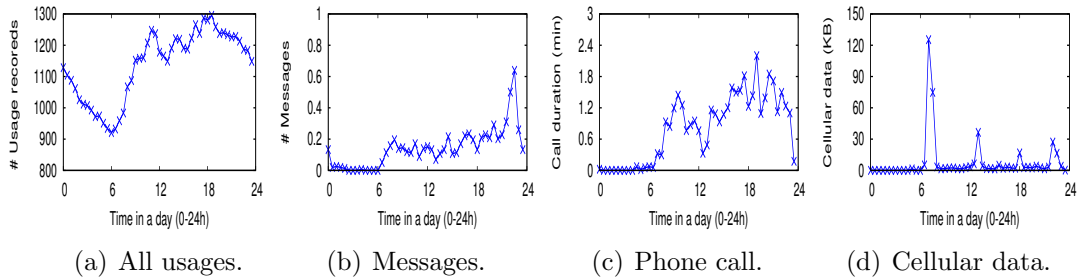 # Usage recoreds
1300
1200
1100
1000
900
800
0 6 12 18 24
Time in a day (0-24h)
(a) All usages.
# Messages
1
0.8
0.6
0.4
0.2
0
0 6 12 18 24
Time in a day (0-24h)
(b) Messages.
Call duration (min)
3
2.4
1.8
1.2
0.6
0
0 6 12 18 24
Time in a day (0-24h)
(c) Phone call.
Cellular data (KB)
150
120
90
60
30
0
0 6 12 18 24
Time in a day (0-24h)
(d) Cellular data.